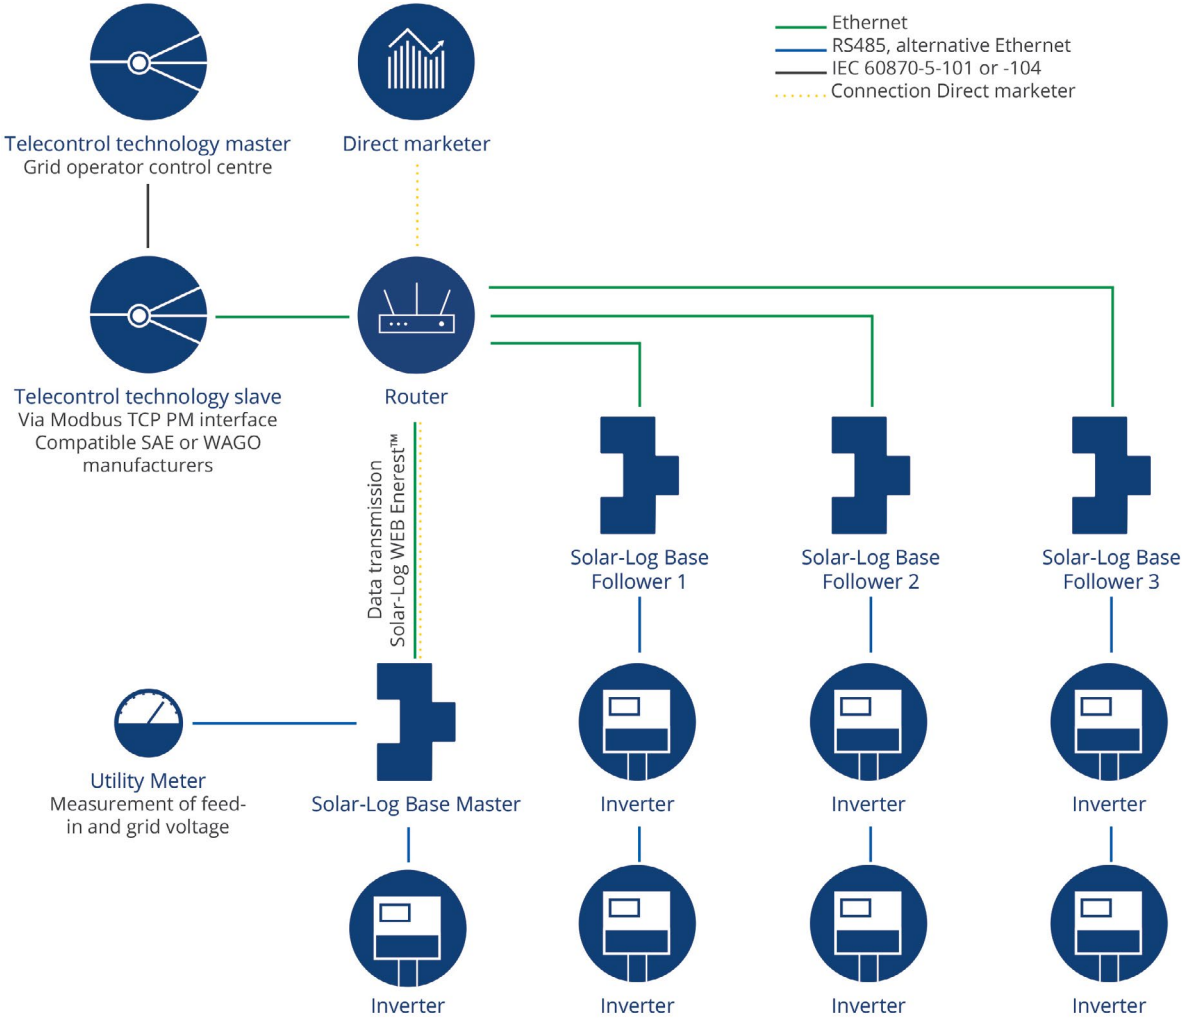 Ethernet
RS485, alternative Ethernet
IEC 60870-5-101 or -104
Connection Direct marketer
Telecontrol technology master
Grid operator control centre
Direct marketer
Telecontrol technology slave
Via Modbus TCP PM interface
Compatible SAE or WAGO
manufacturers
Router
Data transmission
Solar-Log WEB Enerest™
Solar-Log Base
Follower 1
Solar-Log Base
Follower 2
Solar-Log Base
Follower 3
Utility Meter
Measurement of feed-
in and grid voltage
Solar-Log Base Master
Inverter
Inverter
Inverter
Inverter
Inverter
Inverter
Inverter